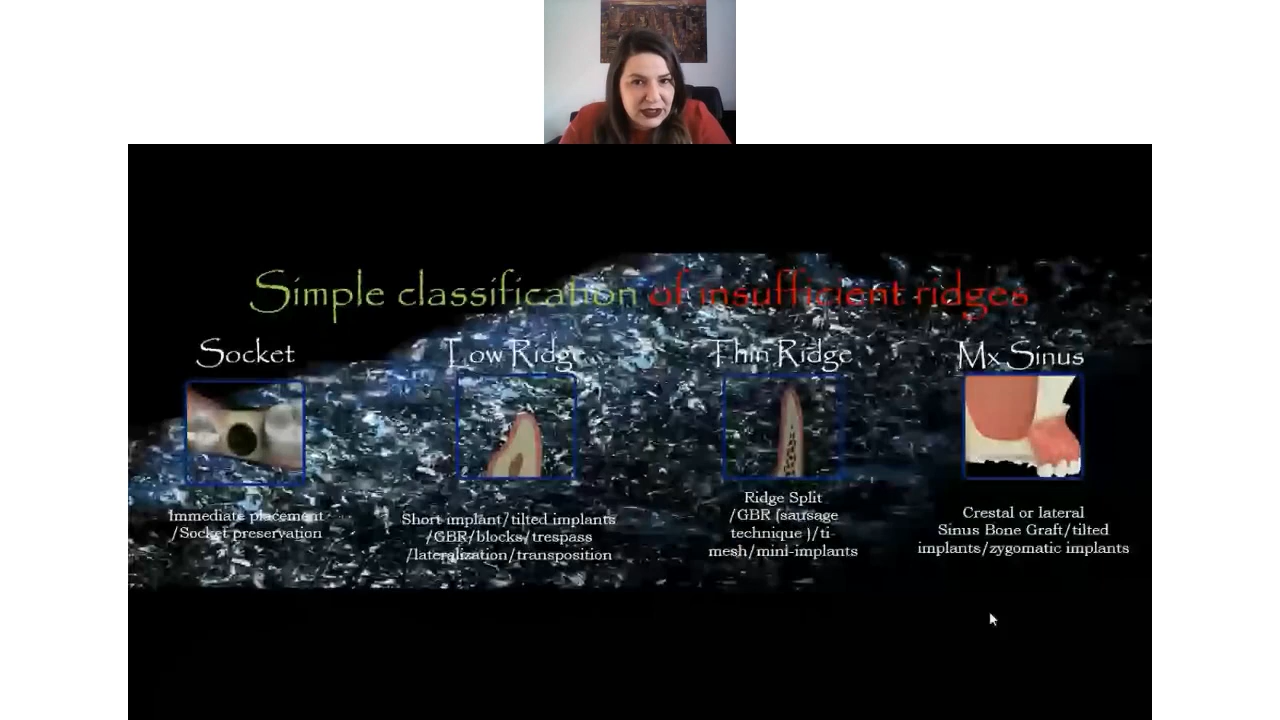 Simple classification of insufficient ridges
Socket
Low Ridge
Thin Ridge
Mx Sinus
Immediate placement
/Socket preservation
Short implant/tilted implants
/GBR/blocks/trespass
/lateralization/transposition
Ridge Split
/GBR (sausage
technique )/ti-
mesh/mini-implants
Crestal or lateral
Sinus Bone Graft/tilted
implants/zygomatic implants